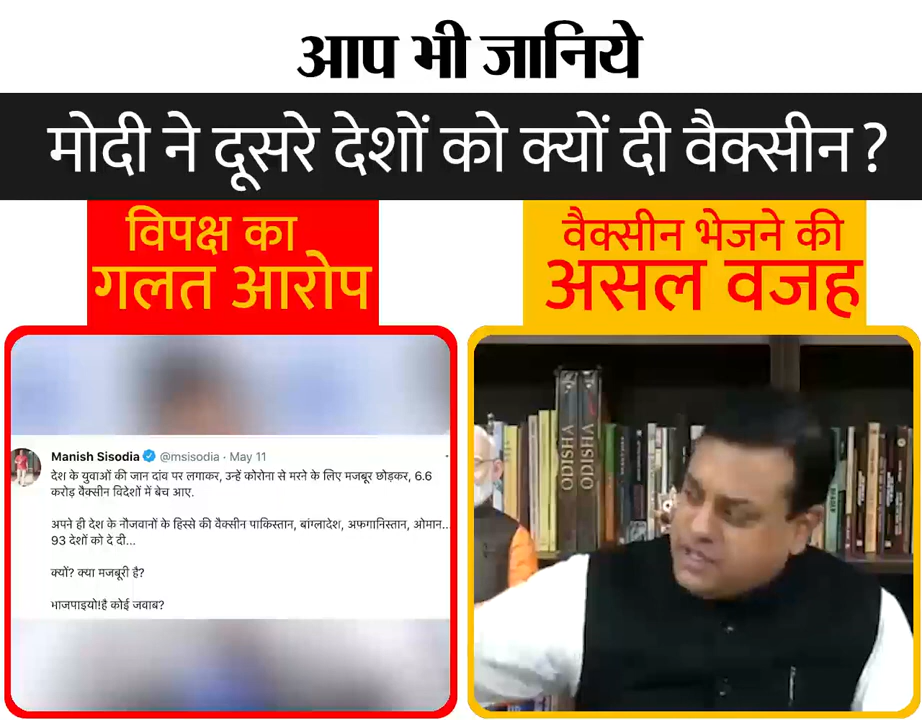 आप भी जानिये
मोदी ने दूसरे देशों को क्यों दी वैक्सीन?
विपक्ष का
गलत आरोप
वैक्सीन भेजने की
असल वजह
Manish Sisodia @msisodia · May 11
देश के युवाओं की जान दांव पर लगाकर, उन्हें कोरोना से मरने के लिए मजबूर छोड़कर, 6.6
करोड़ वैक्सीन विदेशों में बेच आए.
अपने ही देश के नौजवानों के हिस्से की वैक्सीन पाकिस्तान, बांग्लादेश, अफगानिस्तान, ओमान...
93 देशों को दे दी...
क्यों? क्या मजबूरी है?
भाजपाइयो!है कोई जवाब?
ODISHA
ODISHA